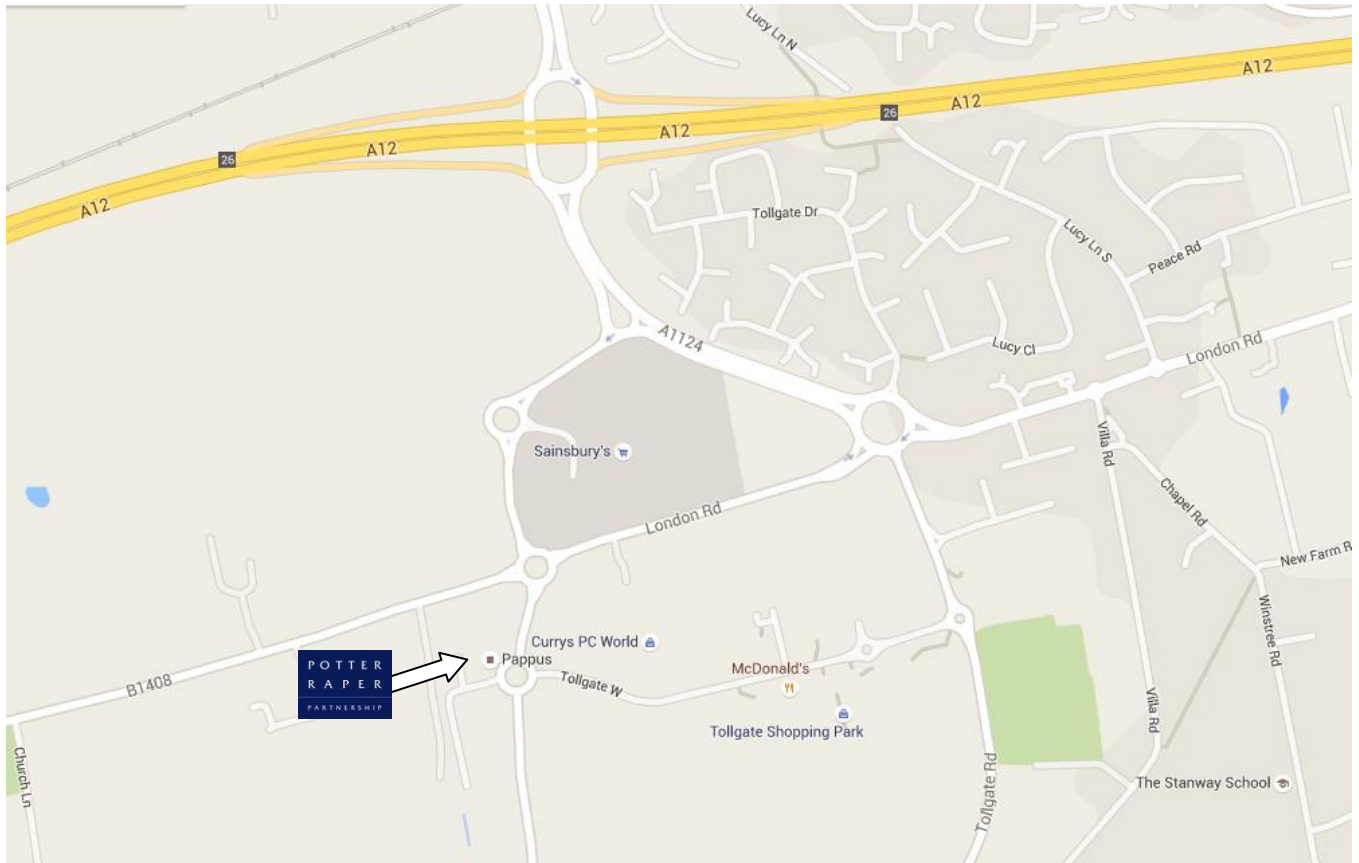 Lucy Ln N
A12
A12
26
A12
A12
26
A12
Tollgate Dr
Lucy Ln S
Peace Rd
A1124
Lucy Cl
London Rd
Sainsbury's
Villa Rd
Chapel Rd
London Rd
New Farm R
Winstree Rd
Currys PC World
Pappus
POTTER
RAPER
PARTNERSHIP
McDonald's
Tollgate W
B1408
Villa Rd
Tollgate Shopping Park
Church Ln
Tollgate Rd
The Stanway School